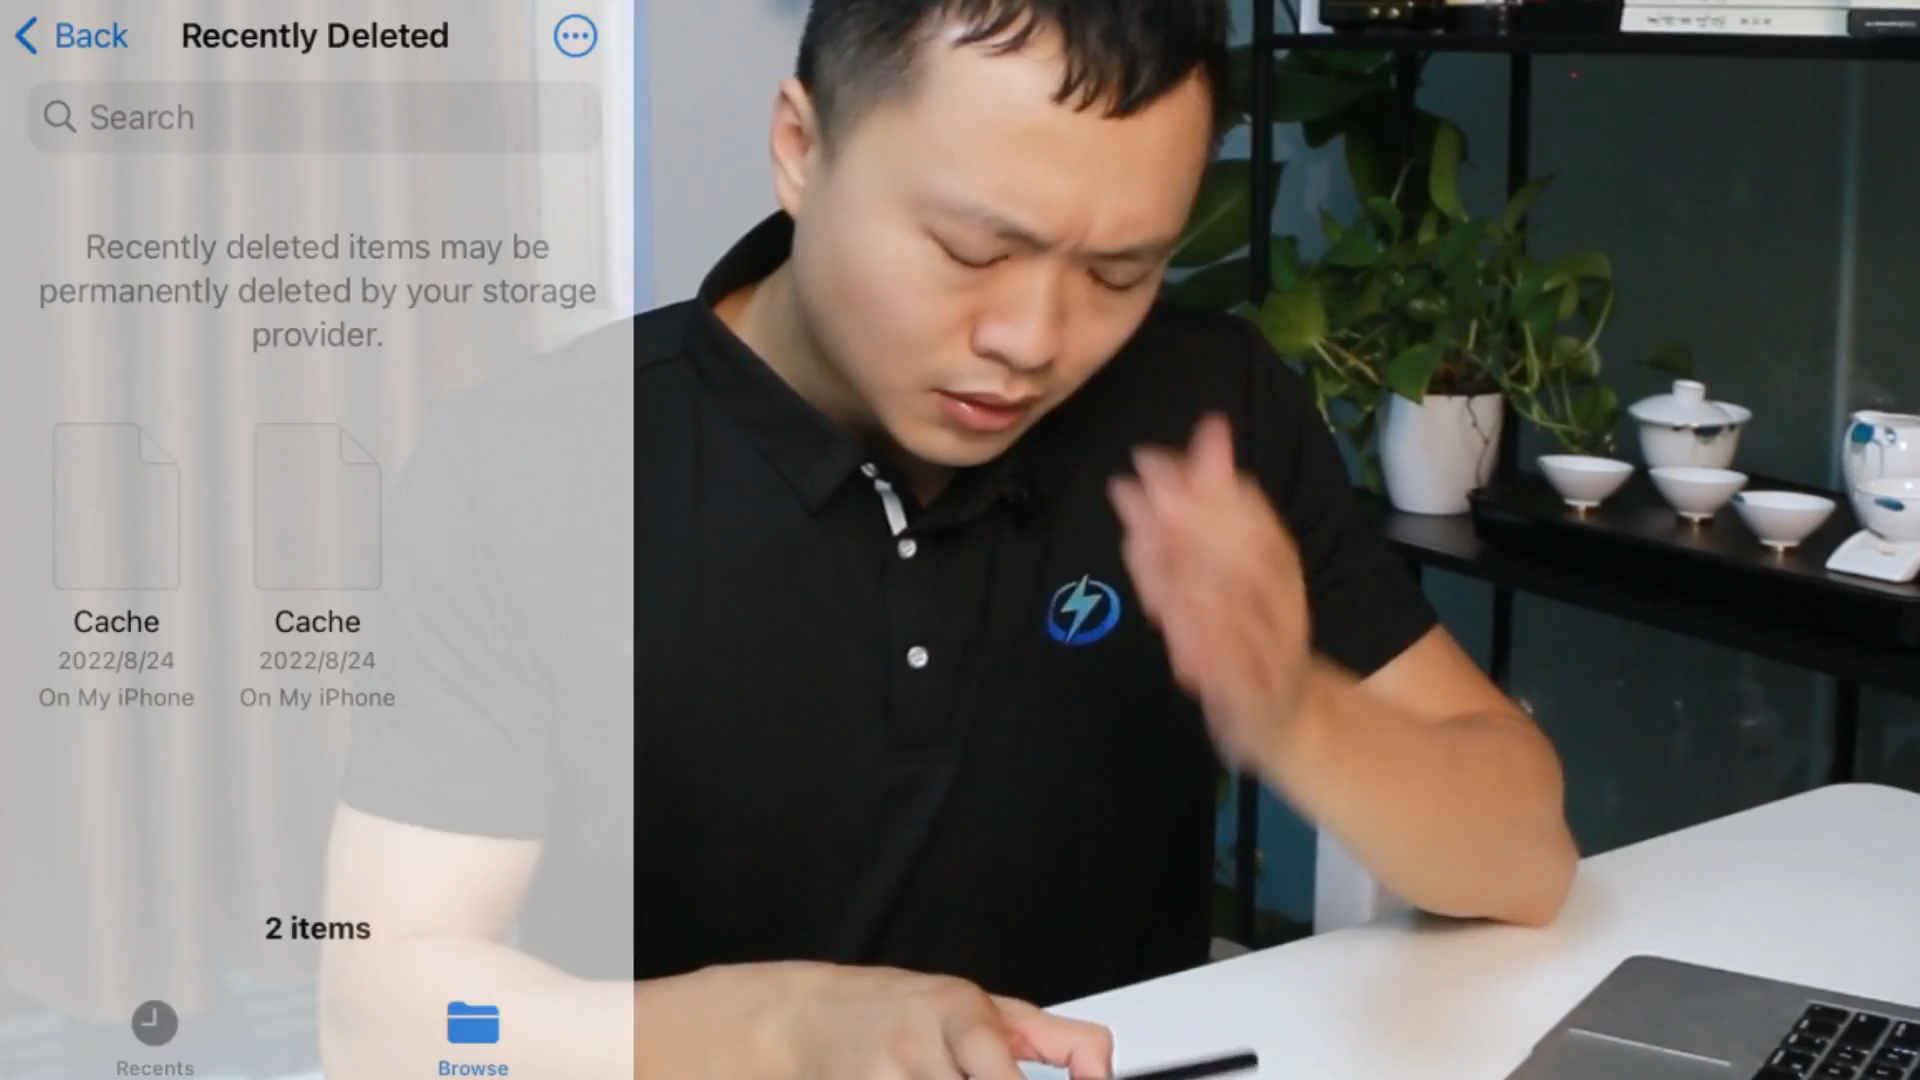 Back
Recently Deleted
Search
Recently deleted items may be
permanently deleted by your storage
provider.
Cache
2022/8/24
On My iPhone
Cache
2022/8/24
On My iPhone
2 items
Recents
Browse